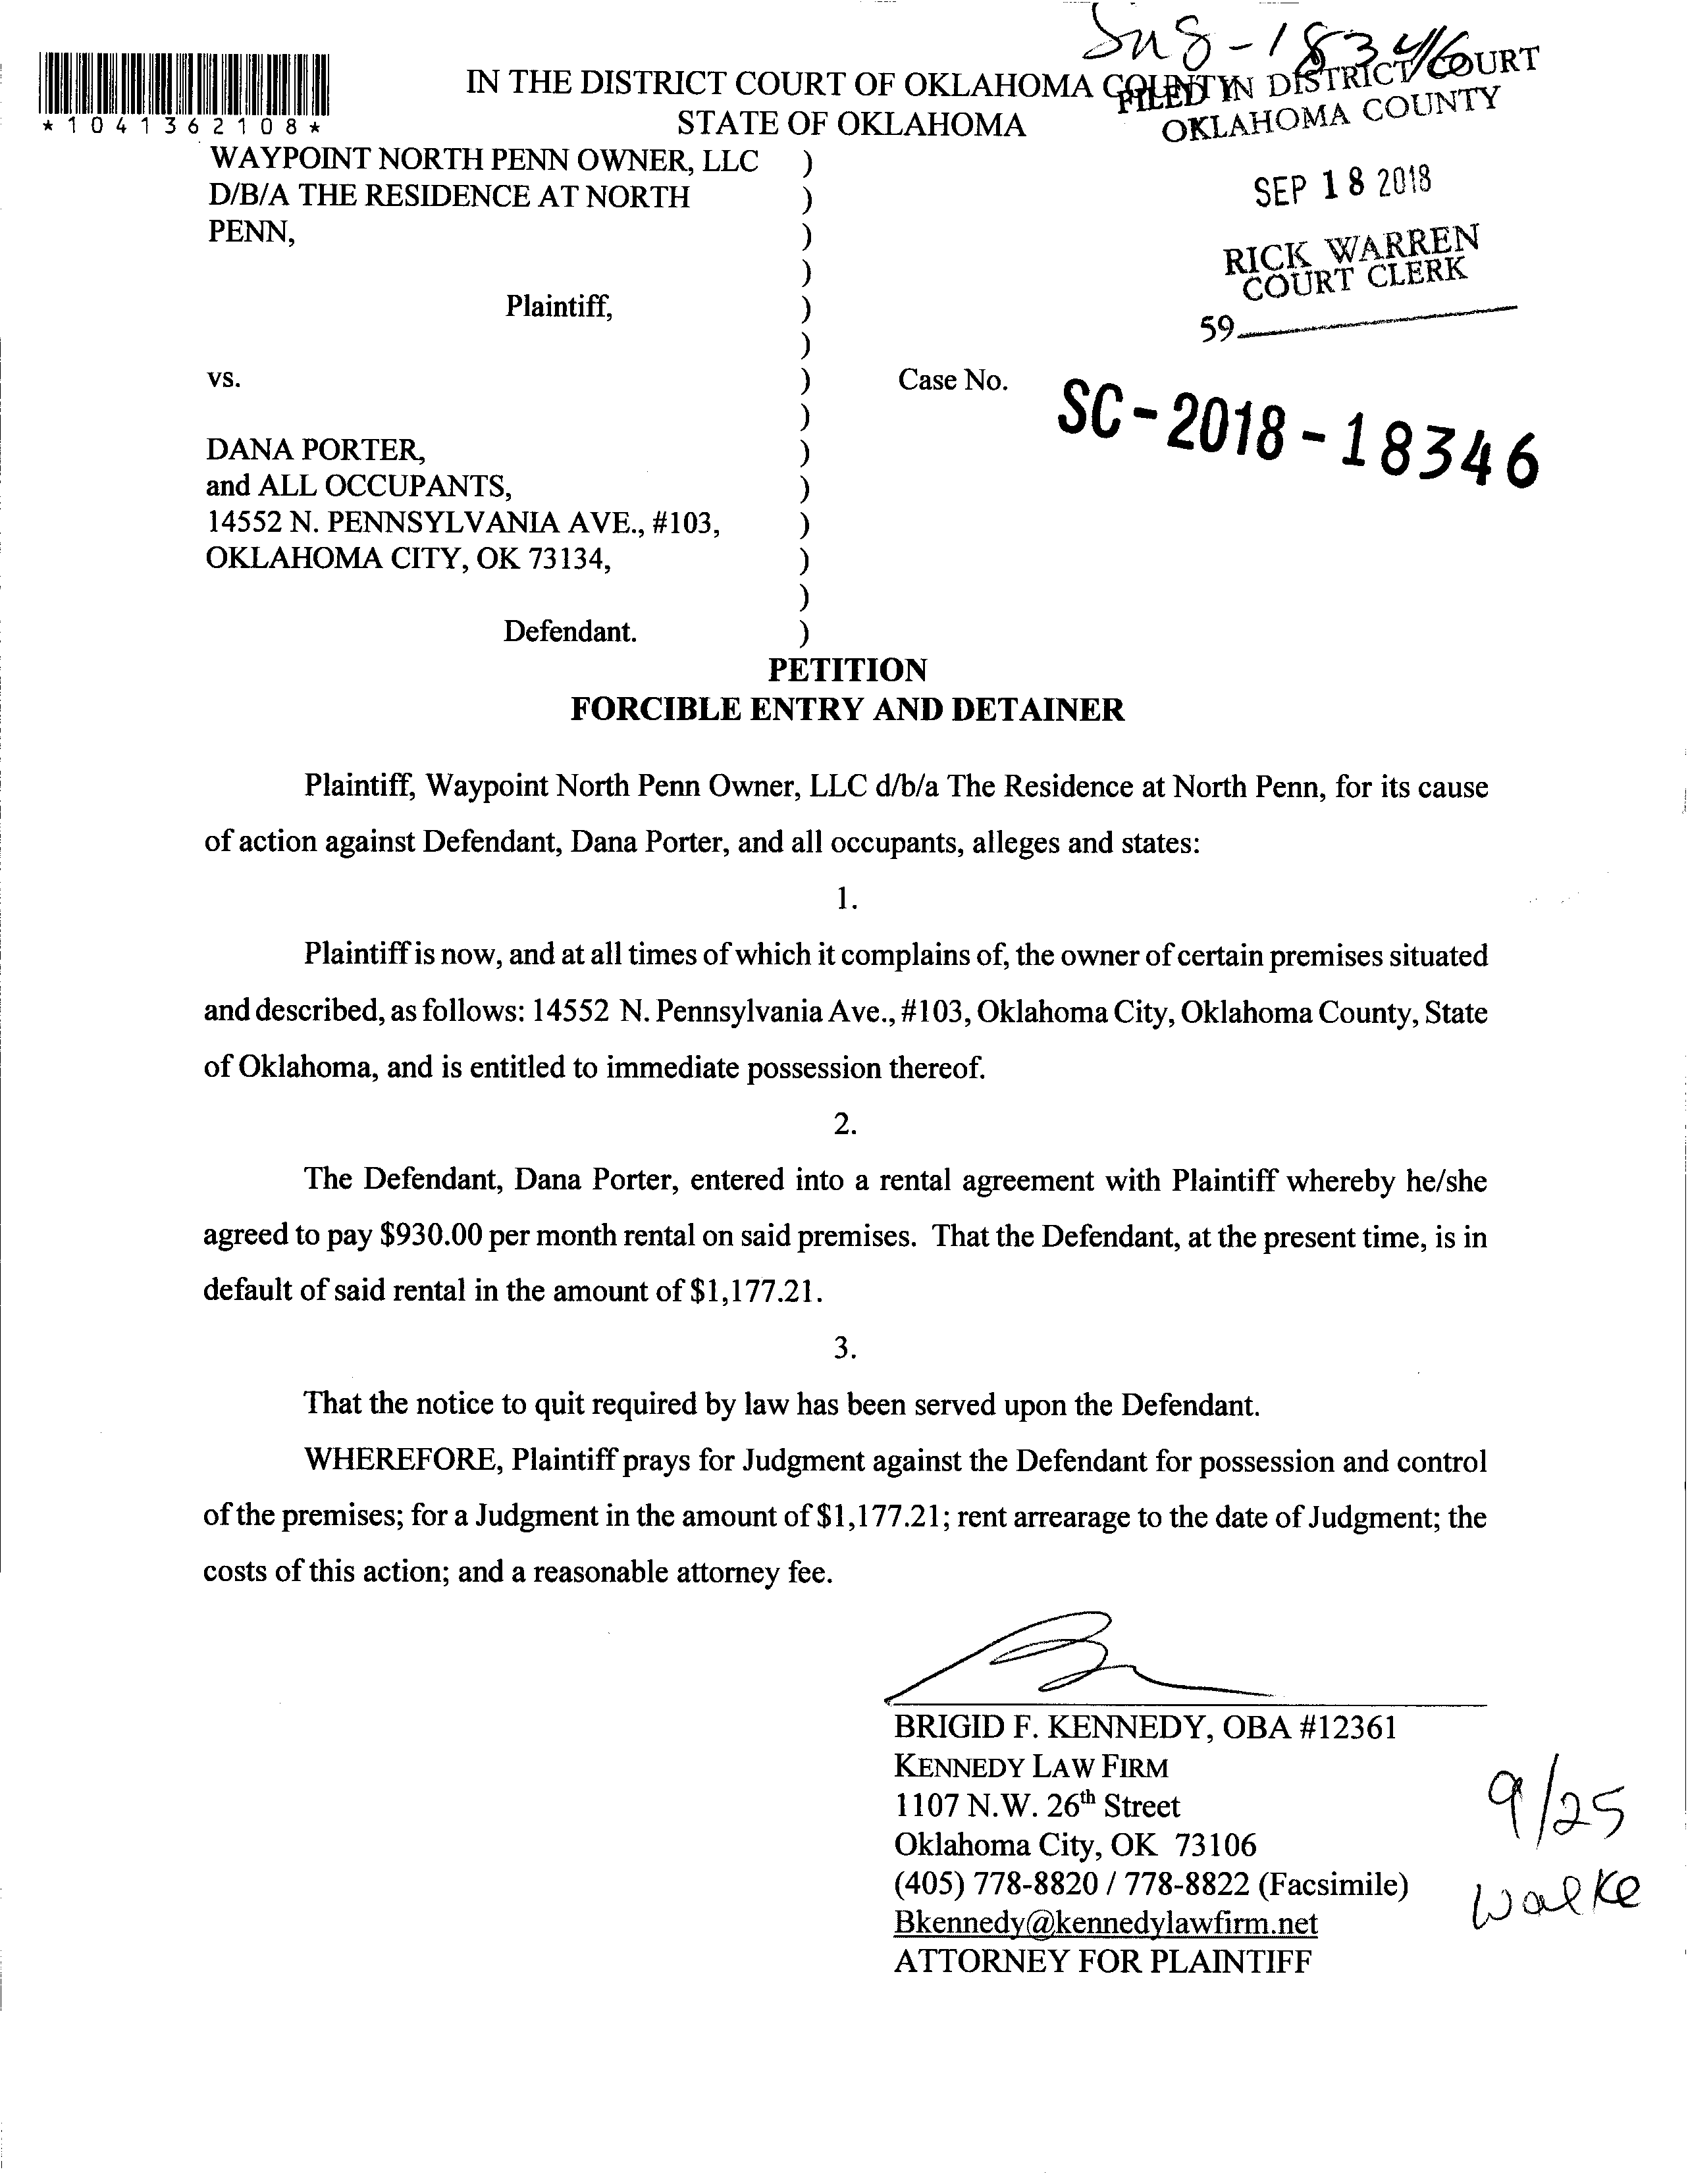 IN THE DISTRICT COURT OF OKLAHOMA COUNTY
STATE OF OKLAHOMA
*1041362108*
18346
FILED IN DISTRICT COURT
OKLAHOMA COUNTY
SEP 18 2018
RICK WARREN
COURT CLERK
59
WAYPOINT NORTH PENN OWNER, LLC )
D/B/A THE RESIDENCE AT NORTH )
PENN, )
)
Plaintiff, )
)
vs. ) Case No. SC-2018-18346
)
DANA PORTER, )
and ALL OCCUPANTS, )
14552 N. PENNSYLVANIA AVE., #103, )
OKLAHOMA CITY, OK 73134, )
)
Defendant. )
PETITION
FORCIBLE ENTRY AND DETAINER
Plaintiff, Waypoint North Penn Owner, LLC d/b/a The Residence at North Penn, for its cause
of action against Defendant, Dana Porter, and all occupants, alleges and states:
1.
Plaintiff is now, and at all times of which it complains of, the owner of certain premises situated
and described, as follows: 14552 N. Pennsylvania Ave., #103, Oklahoma City, Oklahoma County, State
of Oklahoma, and is entitled to immediate possession thereof.
2.
The Defendant, Dana Porter, entered into a rental agreement with Plaintiff whereby he/she
agreed to pay $930.00 per month rental on said premises. That the Defendant, at the present time, is in
default of said rental in the amount of $1,177.21.
3.
That the notice to quit required by law has been served upon the Defendant.
WHEREFORE, Plaintiff prays for Judgment against the Defendant for possession and control
of the premises; for a Judgment in the amount of $1,177.21; rent arrearage to the date of Judgment; the
costs of this action; and a reasonable attorney fee.
BRIGID F. KENNEDY, OBA #12361
KENNEDY LAW FIRM
1107 N.W. 26th Street
Oklahoma City, OK 73106
(405) 778-8820 / 778-8822 (Facsimile)
Bkennedy@kennedylawfirm.net
ATTORNEY FOR PLAINTIFF
9/25
Walke